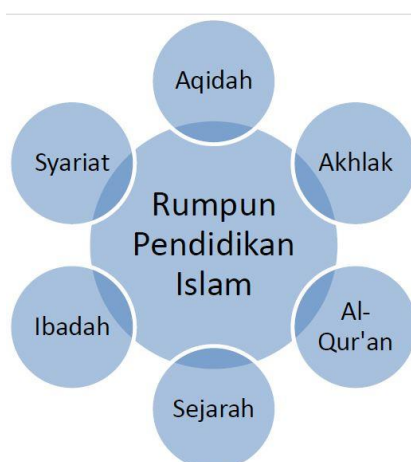 Aqidah
Syariat
Akhlak
Rumpun
Pendidikan
Islam
Ibadah
Al-
Qur'an
Sejarah